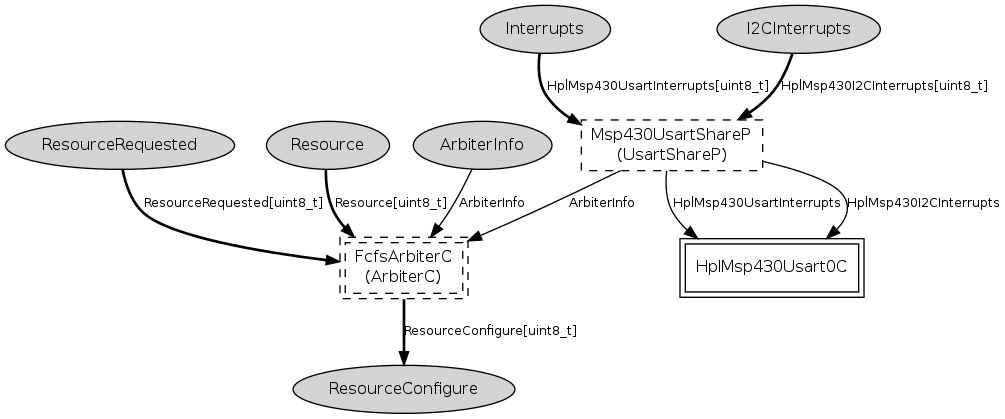 Interrupts
I2CInterrupts
HplMsp430UsartInterrupts[uint8_t]
HplMsp430I2CInterrupts[uint8_t]
ResourceRequested
Resource
ArbiterInfo
Msp430UsartShareP
(UsartShareP)
ResourceRequested[uint8_t]
Resource[uint8_t]
ArbiterInfo
ArbiterInfo
HplMsp430UsartInterrupts
HplMsp430I2CInterrupts
FcfsArbiterC
(ArbiterC)
HplMsp430Usart0C
ResourceConfigure[uint8_t]
ResourceConfigure